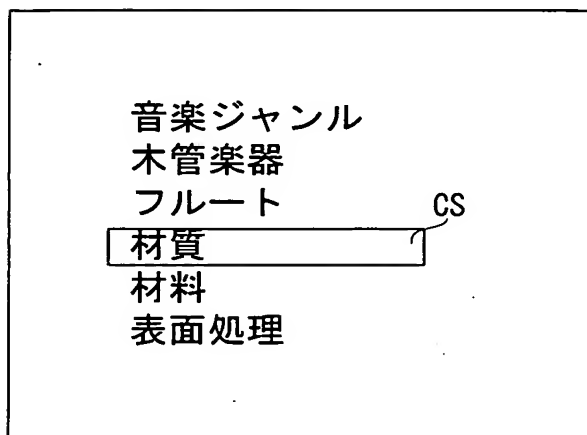 音楽ジャンル
木管楽器
フルート
CS
材質
材料
表面処理